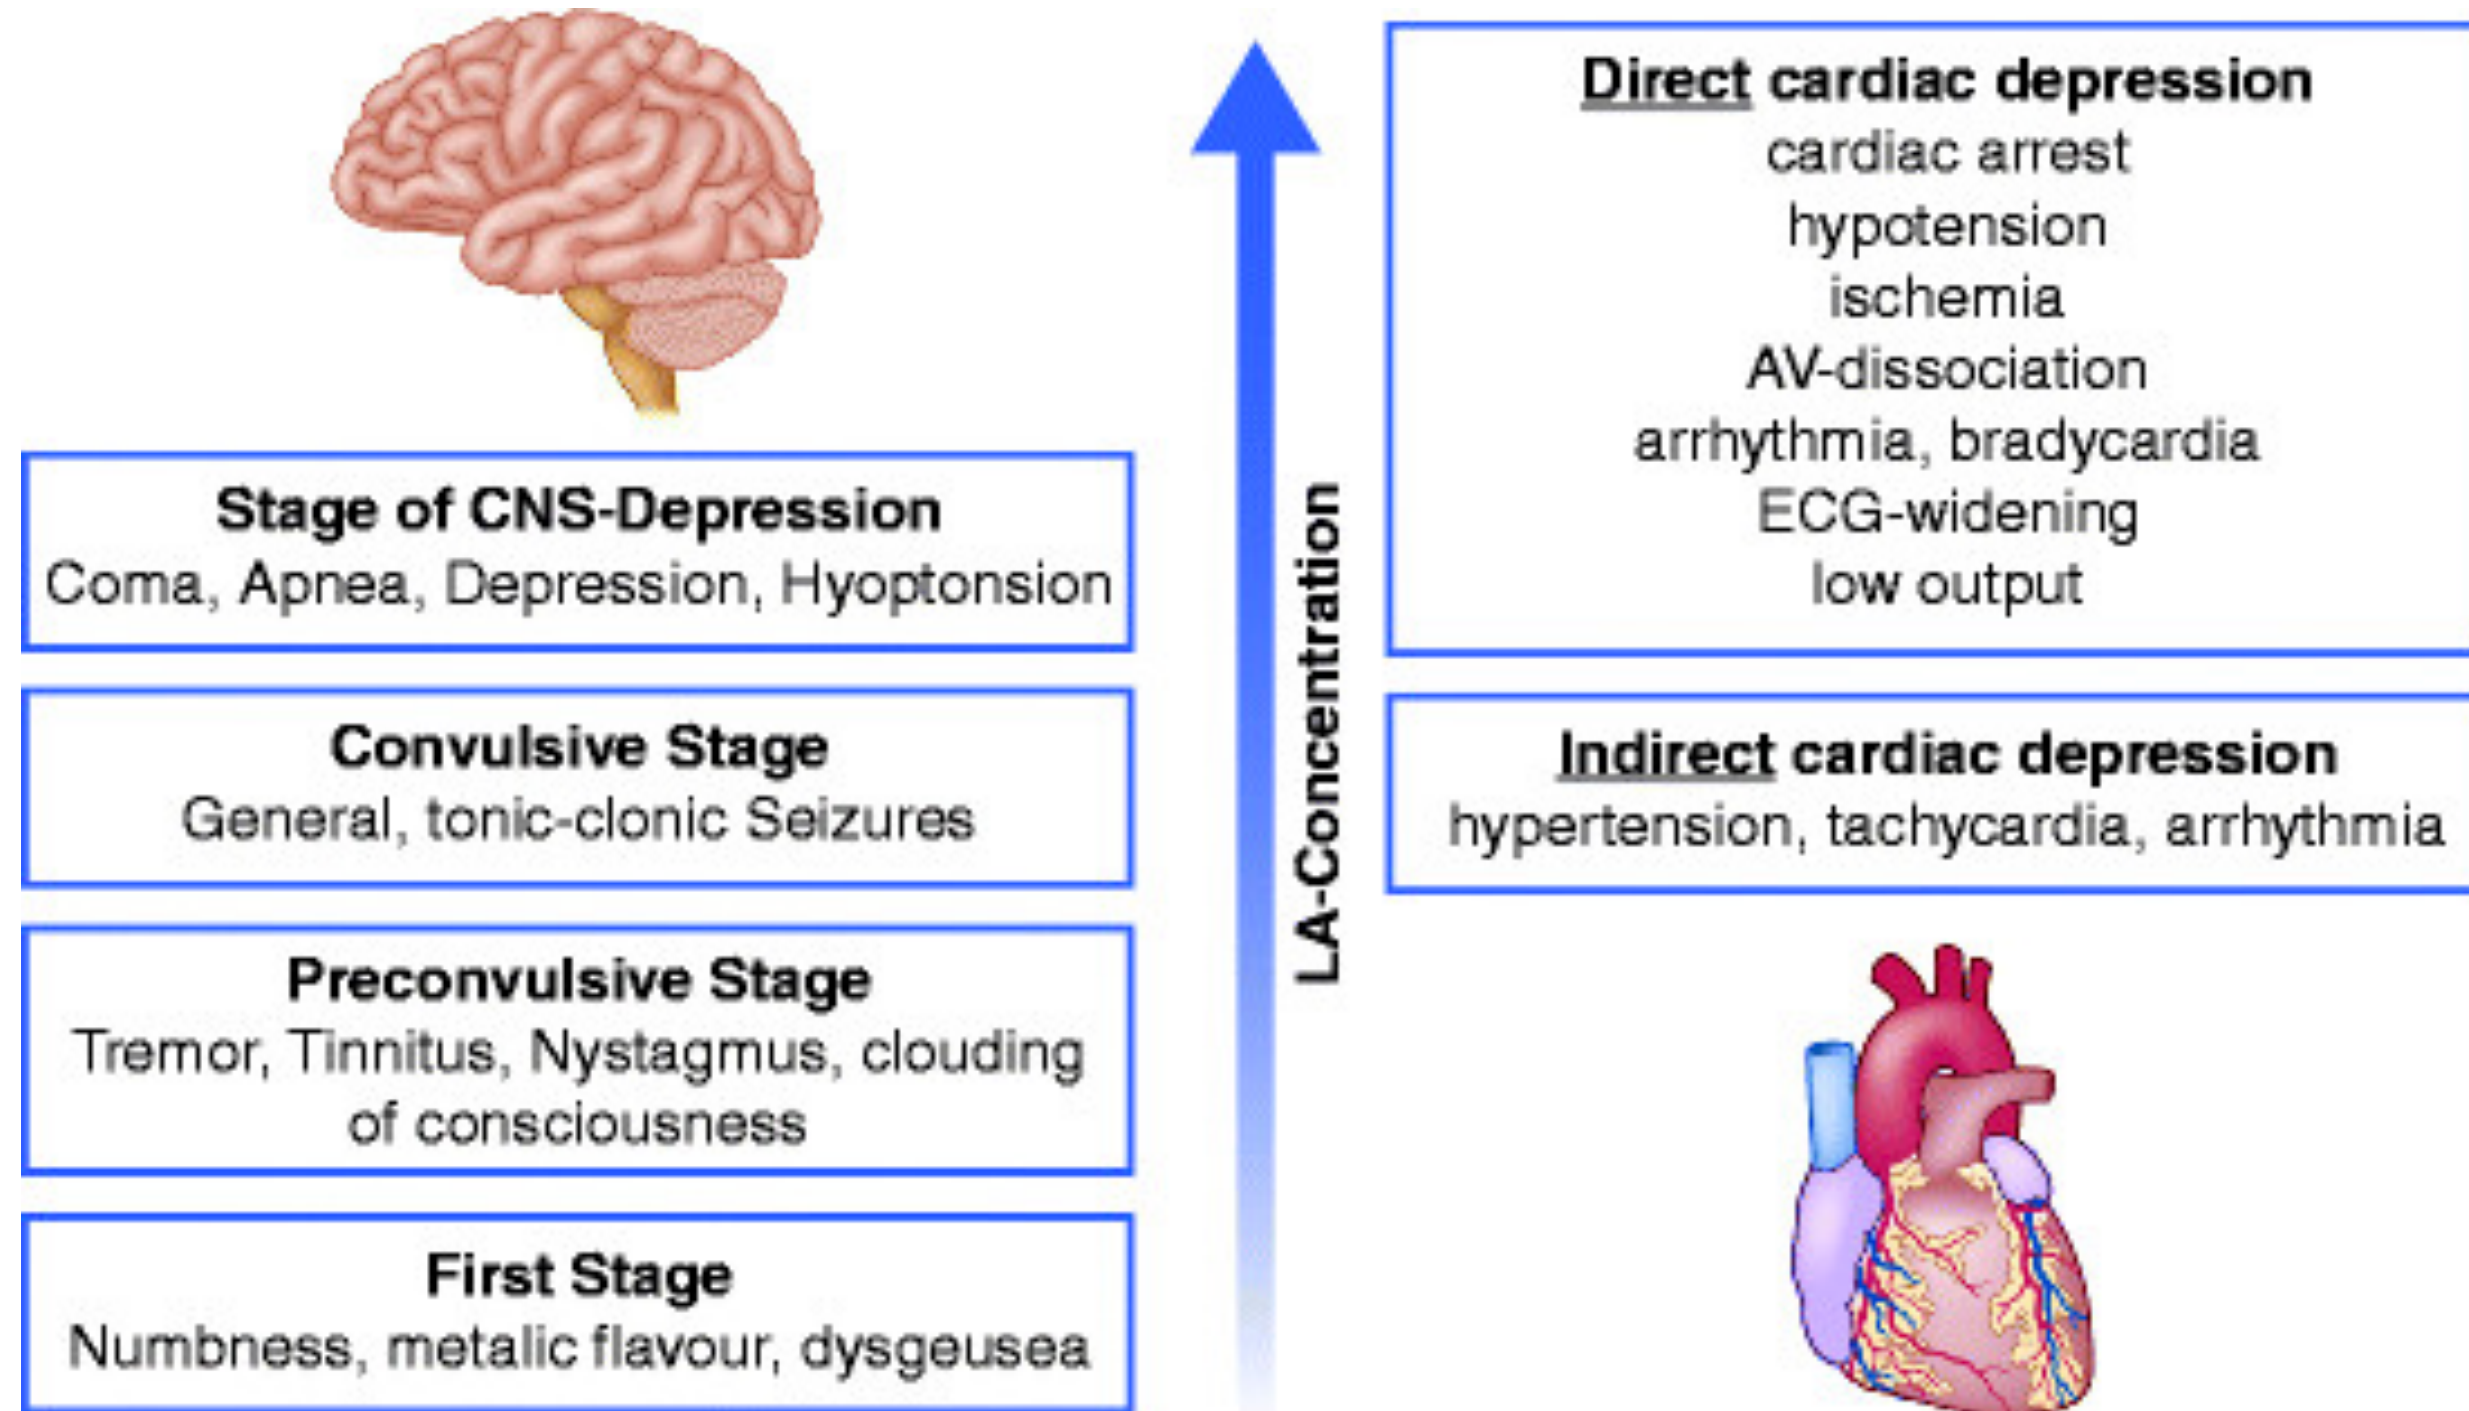 Stage of CNS-Depression
Coma, Apnea, Depression, Hyoptonsion
Convulsive Stage
General, tonic-clonic Seizures
Preconvulsive Stage
Tremor, Tinnitus, Nystagmus, clouding
of consciousness
First Stage
Numbness, metalic flavour, dysgeusea
LA-Concentration
Direct cardiac depression
cardiac arrest
hypotension
ischemia
AV-dissociation
arrhythmia, bradycardia
ECG-widening
low output
Indirect cardiac depression
hypertension, tachycardia, arrhythmia